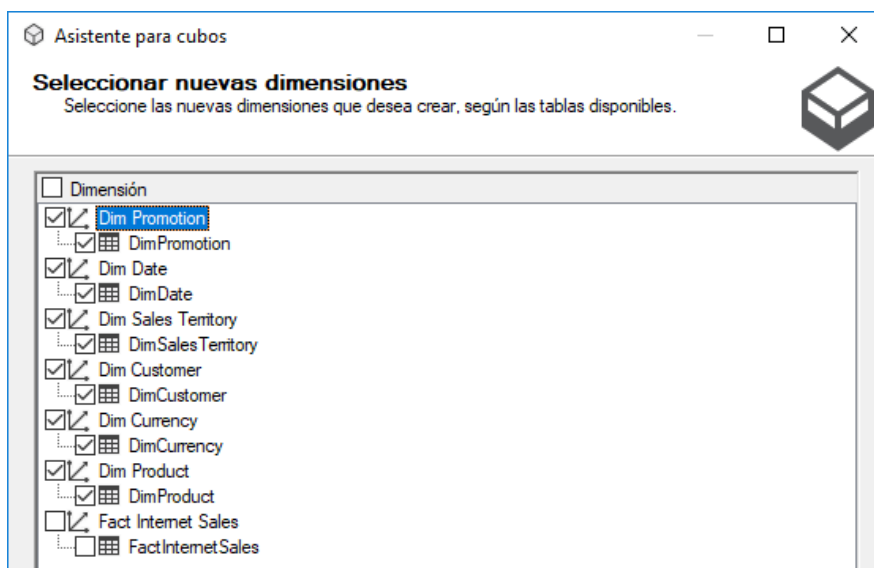 Asistente para cubos
Seleccionar nuevas dimensiones
Seleccione las nuevas dimensiones que desea crear, según las tablas disponibles.
Dimensión
Dim Promotion
DimPromotion
Dim Date
DimDate
Dim Sales Territory
DimSalesTerritory
Dim Customer
DimCustomer
Dim Currency
DimCurrency
Dim Product
DimProduct
Fact Internet Sales
FactInternetSales